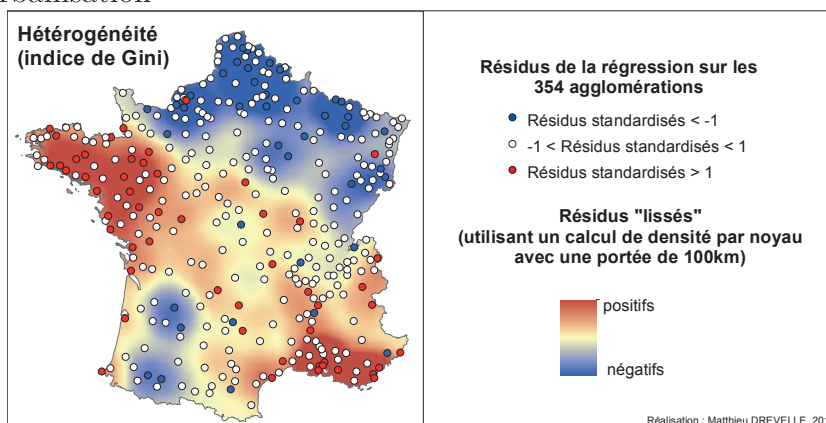 Hétérogénéité
(indice de Gini)
Résidus de la régression sur les
354 agglomérations
Résidus standardisés < -1
-1 < Résidus standardisés < 1
Résidus standardisés > 1
Résidus "lissés"
(utilisant un calcul de densité par noyau
avec une portée de 100km)
positifs
négatifs
Réalisation : Matthieu DREVELLE, 201